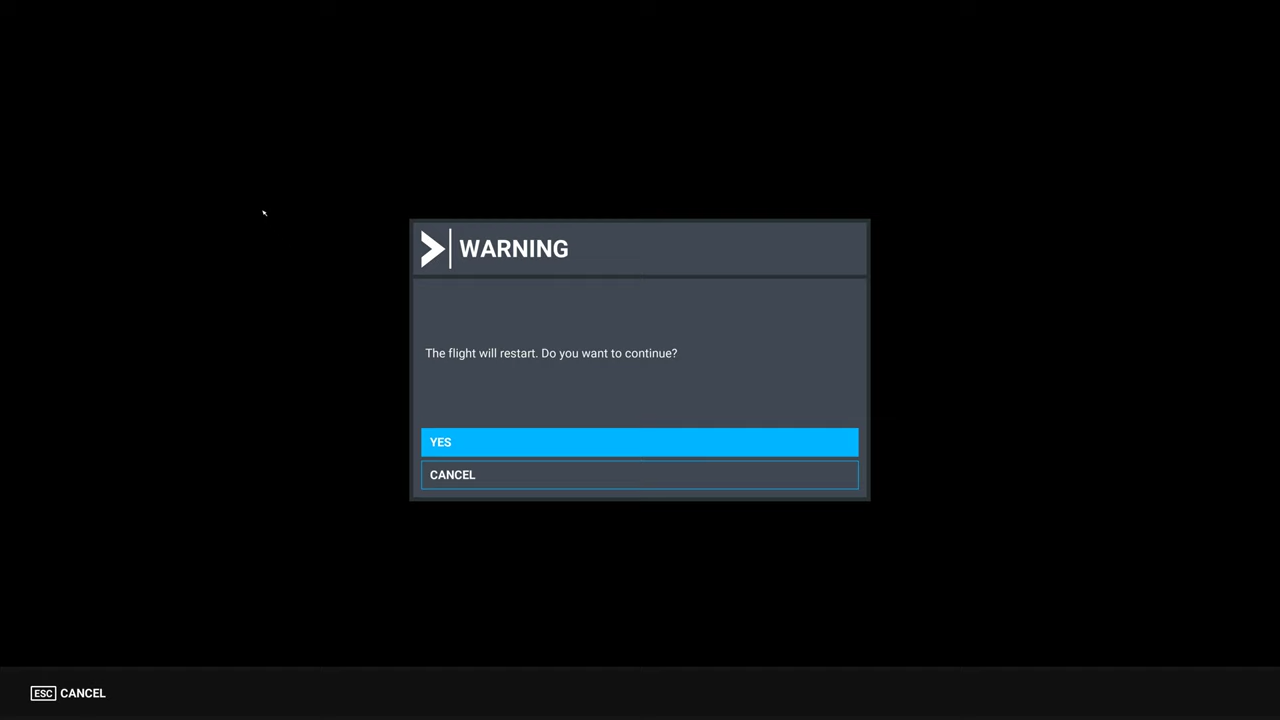 WARNING
The flight will restart. Do you want to continue?
YES
CANCEL
ESC CANCEL